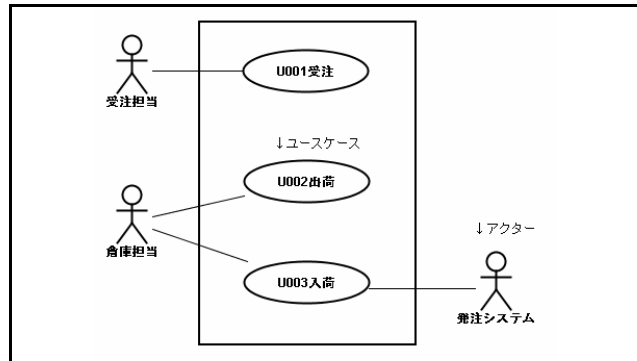 U001受注
受注担当
↓ユースケース
U002出荷
倉庫担当
↓アクター
U003入荷
発注システム